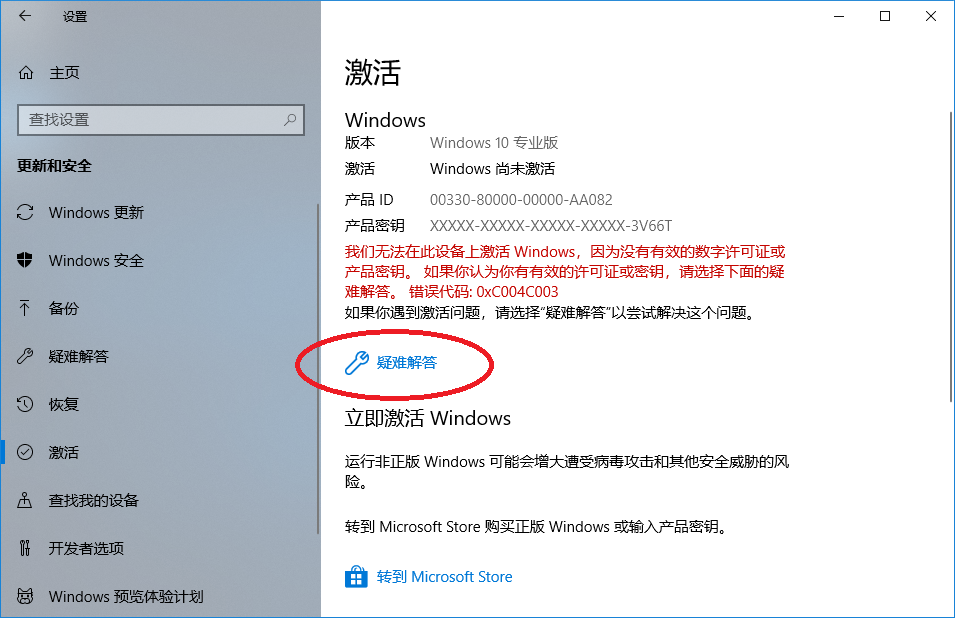 设置
主页
查找设置
更新和安全
Windows 更新
Windows 安全
备份
疑难解答
恢复
激活
查找我的设备
开发者选项
Windows 预览体验计划
激活
Windows
版本 Windows 10 专业版
激活 Windows 尚未激活
产品 ID 00330-80000-00000-AA082
产品密钥 XXXXX-XXXXX-XXXXX-XXXXX-3V66T
我们无法在此设备上激活 Windows，因为没有有效的数字许可证或
产品密钥。 如果你认为你有有效的许可证或密钥，请选择下面的疑
难解答。 错误代码: 0xC004C003
如果你遇到激活问题，请选择“疑难解答”以尝试解决这个问题。
疑难解答
立即激活 Windows
运行非正版 Windows 可能会增大遭受病毒攻击和其他安全威胁的风
险。
转到 Microsoft Store 购买正版 Windows 或输入产品密钥。
转到 Microsoft Store